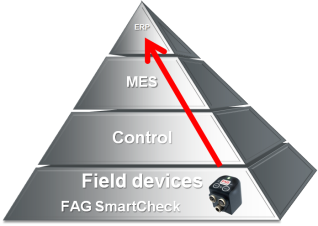 ERP
MES
Control
Field devices
FAG SmartCheck